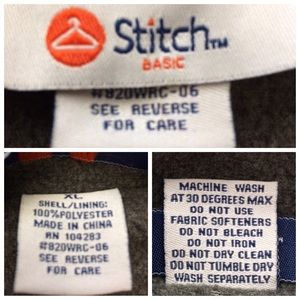 Stitch™
BASIC
#820WRC-06
SEE REVERSE
FOR CARE
XL
SHELL/LINING:
100%POLYESTER
MADE IN CHINA
RN 104283
#820WRC-06
SEE REVERSE
FOR CARE
MACHINE WASH
AT 30 DEGREES MAX
DO NOT USE
FABRIC SOFTENERS
DO NOT BLEACH
DO NOT IRON
DO NOT DRY CLEAN
DO NOT TUMBLE DRY
WASH SEPARATELY